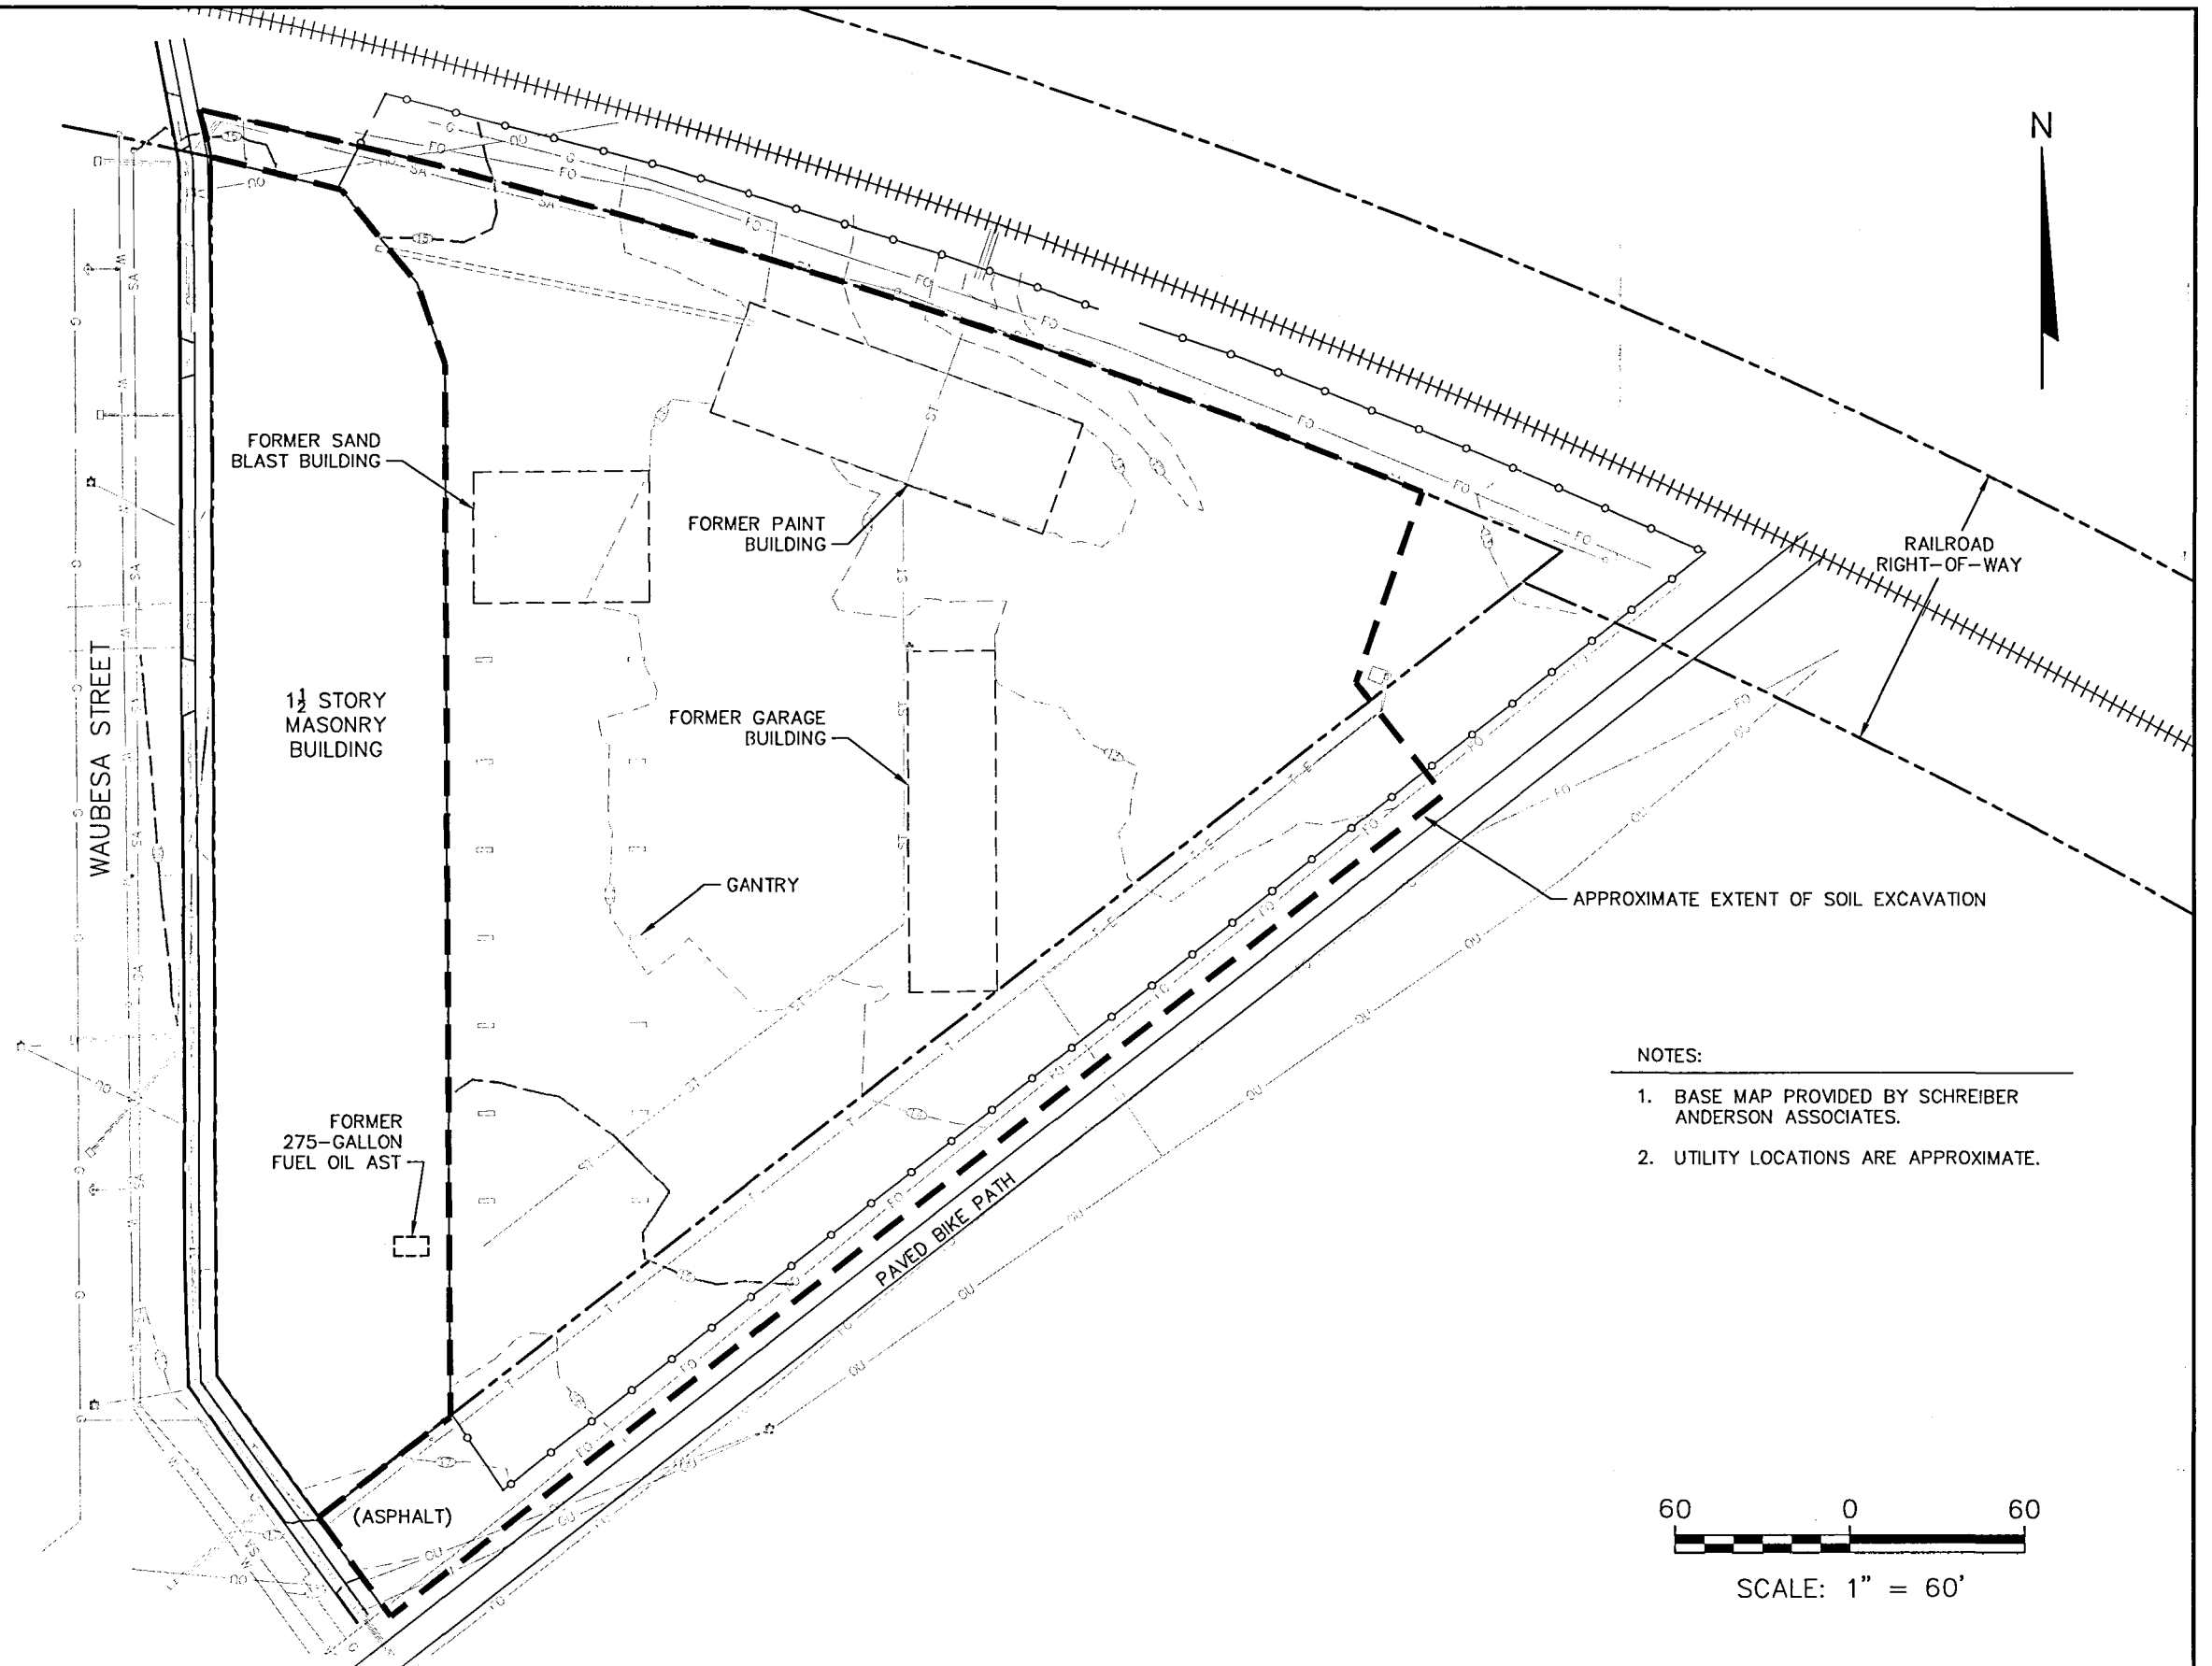 N
FORMER SAND
BLAST BUILDING
FORMER PAINT
BUILDING
RAILROAD
RIGHT-OF-WAY
WAUBESA STREET
1½ STORY
MASONRY
BUILDING
FORMER GARAGE
BUILDING
GANTRY
APPROXIMATE EXTENT OF SOIL EXCAVATION
FORMER
275-GALLON
FUEL OIL AST
PAVED BIKE PATH
(ASPHALT)
NOTES:
1. BASE MAP PROVIDED BY SCHREIBER
ANDERSON ASSOCIATES.
2. UTILITY LOCATIONS ARE APPROXIMATE.
60 0 60
SCALE: 1" = 60'